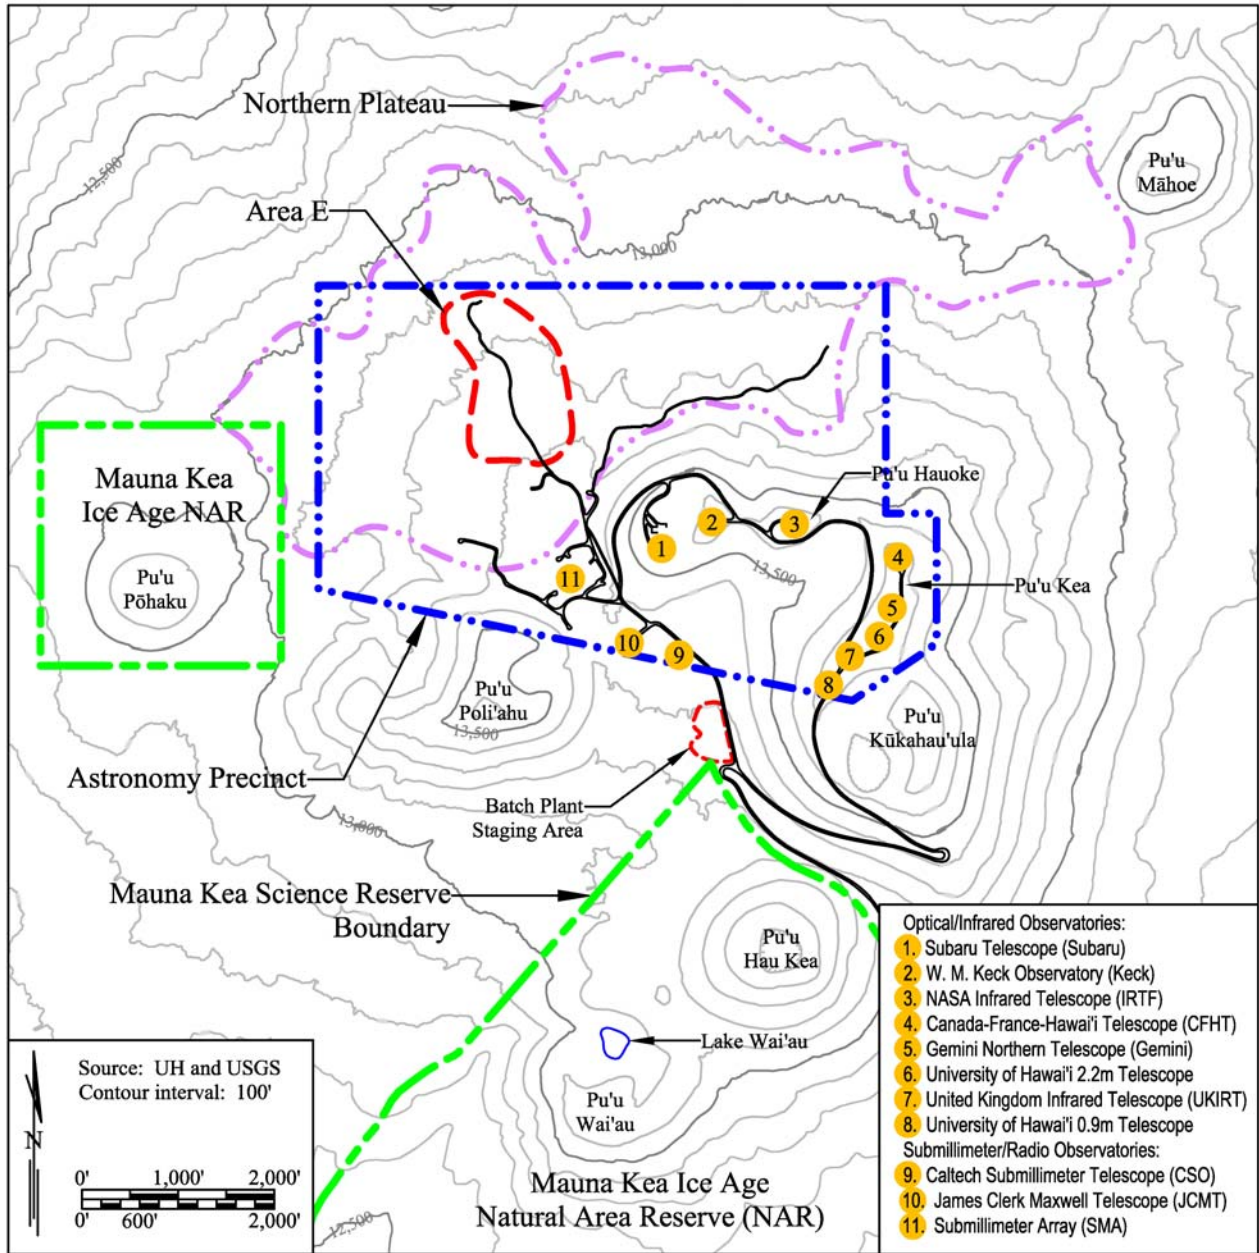 Northern Plateau
Pu'u
Māhoe
12,500
Area E
13,000
Mauna Kea
Ice Age NAR
Pu'u
Pōhaku
Pu'u Hauoke
1
2
3
4
5
6
7
8
9
10
11
13,500
Pu'u Kea
Pu'u
Poli'ahu
13,500
Pu'u
Kūkahau'ula
Astronomy Precinct
Batch Plant
Staging Area
13,000
Mauna Kea Science Reserve
Boundary
Pu'u
Hau Kea
Lake Wai'au
Pu'u
Wai'au
Mauna Kea Ice Age
Natural Area Reserve (NAR)
12,500
Source: UH and USGS
Contour interval: 100'
N
0' 1,000' 2,000'
0' 600' 2,000'
Optical/Infrared Observatories:
1. Subaru Telescope (Subaru)
2. W. M. Keck Observatory (Keck)
3. NASA Infrared Telescope (IRTF)
4. Canada-France-Hawai'i Telescope (CFHT)
5. Gemini Northern Telescope (Gemini)
6. University of Hawai'i 2.2m Telescope
7. United Kingdom Infrared Telescope (UKIRT)
8. University of Hawai'i 0.9m Telescope
Submillimeter/Radio Observatories:
9. Caltech Submillimeter Telescope (CSO)
10. James Clerk Maxwell Telescope (JCMT)
11. Submillimeter Array (SMA)